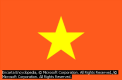 Encarta Encyclopedia, © Microsoft Corporation. All Rights Reserved. ©
Microsoft Corporation. All Rights Reserved.